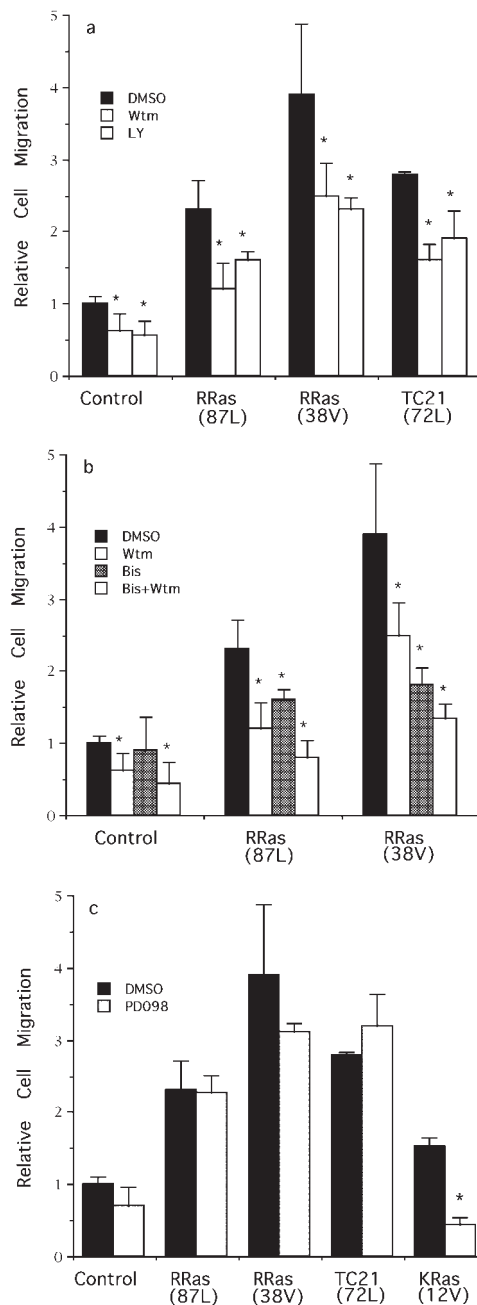 a
5
4
3
2
1
0
Relative Cell Migration
DMSO
Wtm
LY
* * * * * * * *
Control RRas (87L) RRas (38V) TC21 (72L)
b
5
4
3
2
1
0
Relative Cell Migration
DMSO
Wtm
Bis
Bis+Wtm
* * * * * * * *
Control RRas (87L) RRas (38V)
c
5
4
3
2
1
0
Relative Cell Migration
DMSO
PD098
*
Control RRas (87L) RRas (38V) TC21 (72L) KRas (12V)